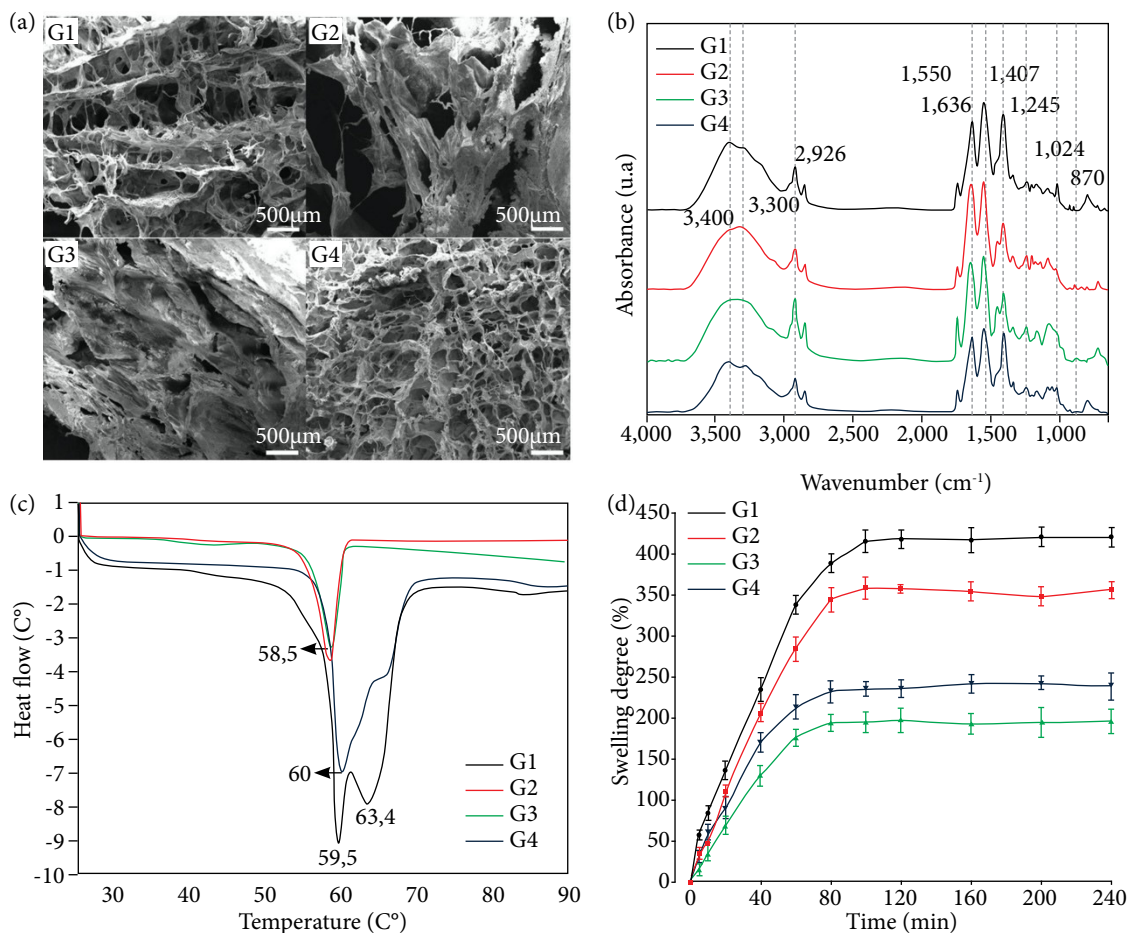 (a)
G1
G2
500μm
500μm
G3
G4
500μm
500μm
(b)
G1
G2
G3
G4
1,550
1,407
1,636
1,245
2,926
1,024
870
3,400
3,300
Absorbance (u.a)
4,000
3,500
3,000
2,000
1,500
1,000
Wavenumber (cm-1)
(c)
1
0
-1
-2
-3
-4
-5
-6
-7
-8
-9
-10
Heat flow (C°)
58,5
60
63,4
59,5
G1
G2
G3
G4
30
40
50
60
70
80
90
Temperature (C°)
(d)
G1
G2
G3
G4
450
400
350
300
250
200
150
100
50
0
Swelling degree (%)
0
40
80
120
160
200
240
Time (min)